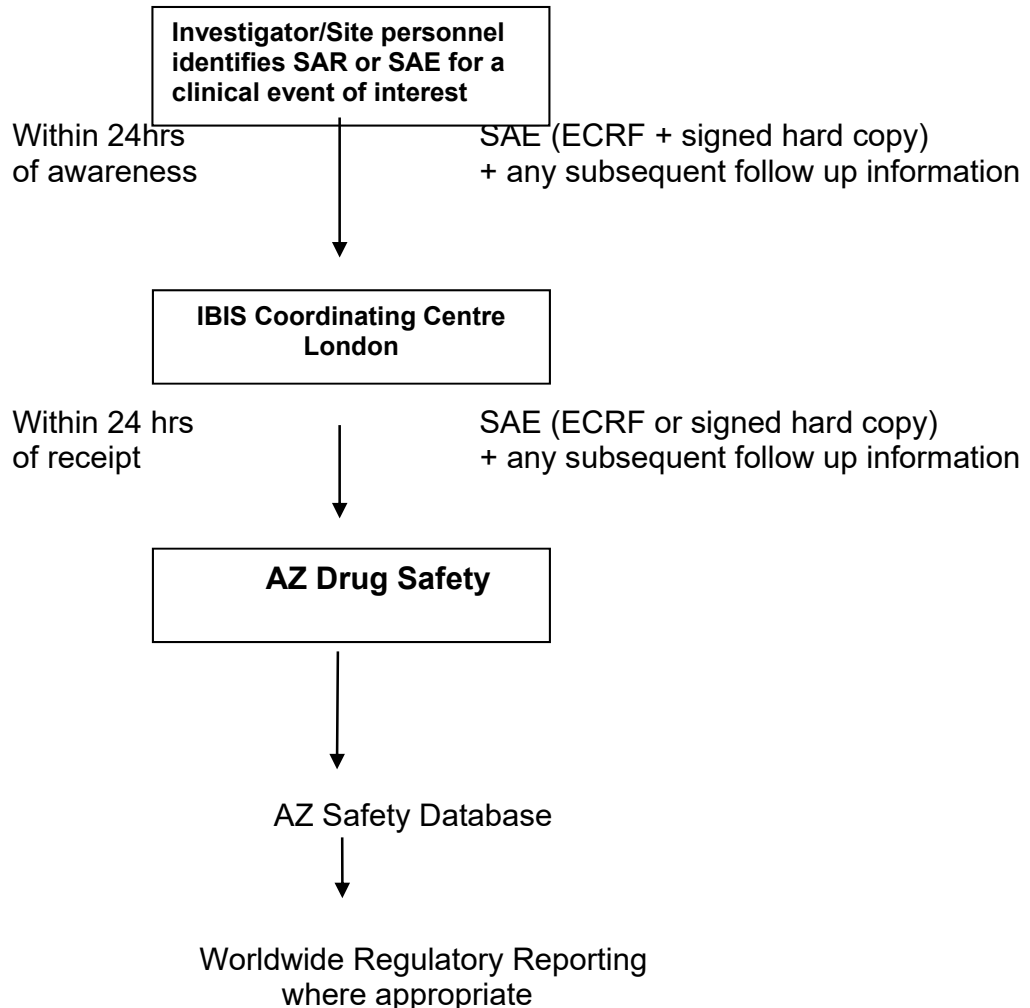 Investigator/Site personnel
identifies SAR or SAE for a
clinical event of interest
Within 24hrs
of awareness
SAE (ECRF + signed hard copy)
+ any subsequent follow up information
IBIS Coordinating Centre
London
Within 24 hrs
of receipt
SAE (ECRF or signed hard copy)
+ any subsequent follow up information
AZ Drug Safety
AZ Safety Database
Worldwide Regulatory Reporting
where appropriate